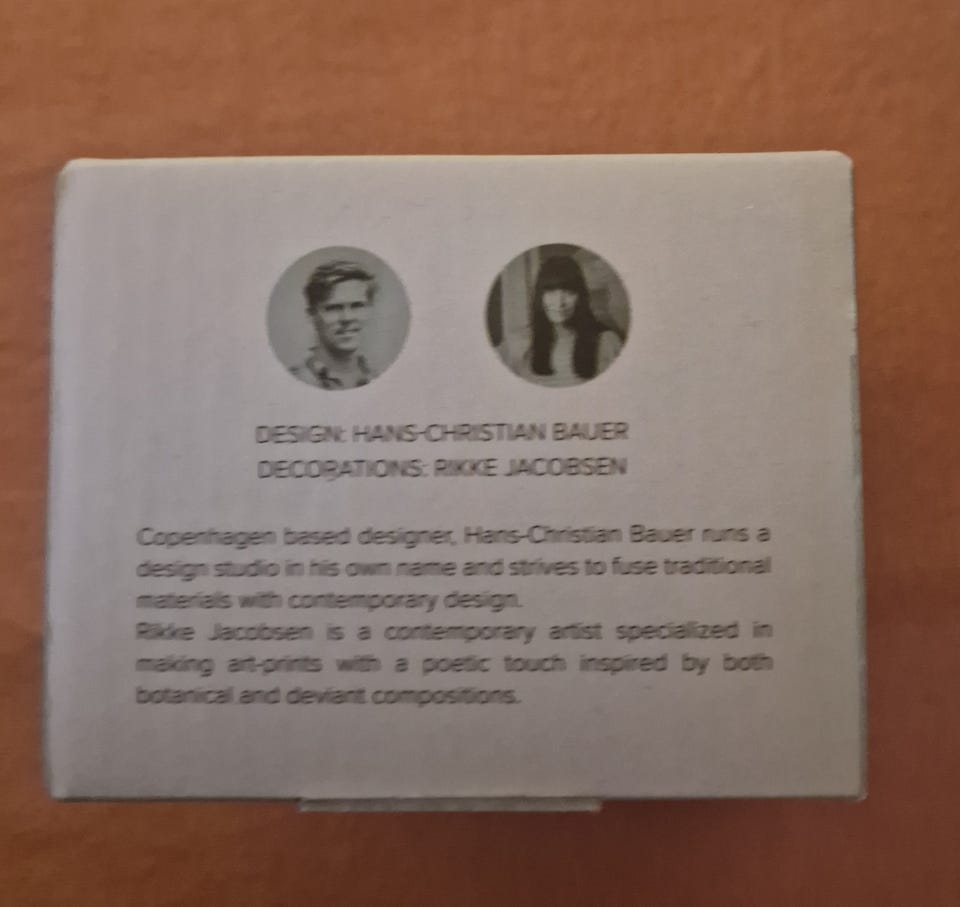 DESIGN: HANS-CHRISTIAN BAUER
DECORATIONS: RIKKE JACOBSEN
Copenhagen based designer, Hans-Christian Bauer runs a
design studio in his own name and strives to fuse traditional
materials with contemporary design.
Rikke Jacobsen is a contemporary artist specialized in
making art-prints with a poetic touch inspired by both
botanical and deviant compositions.